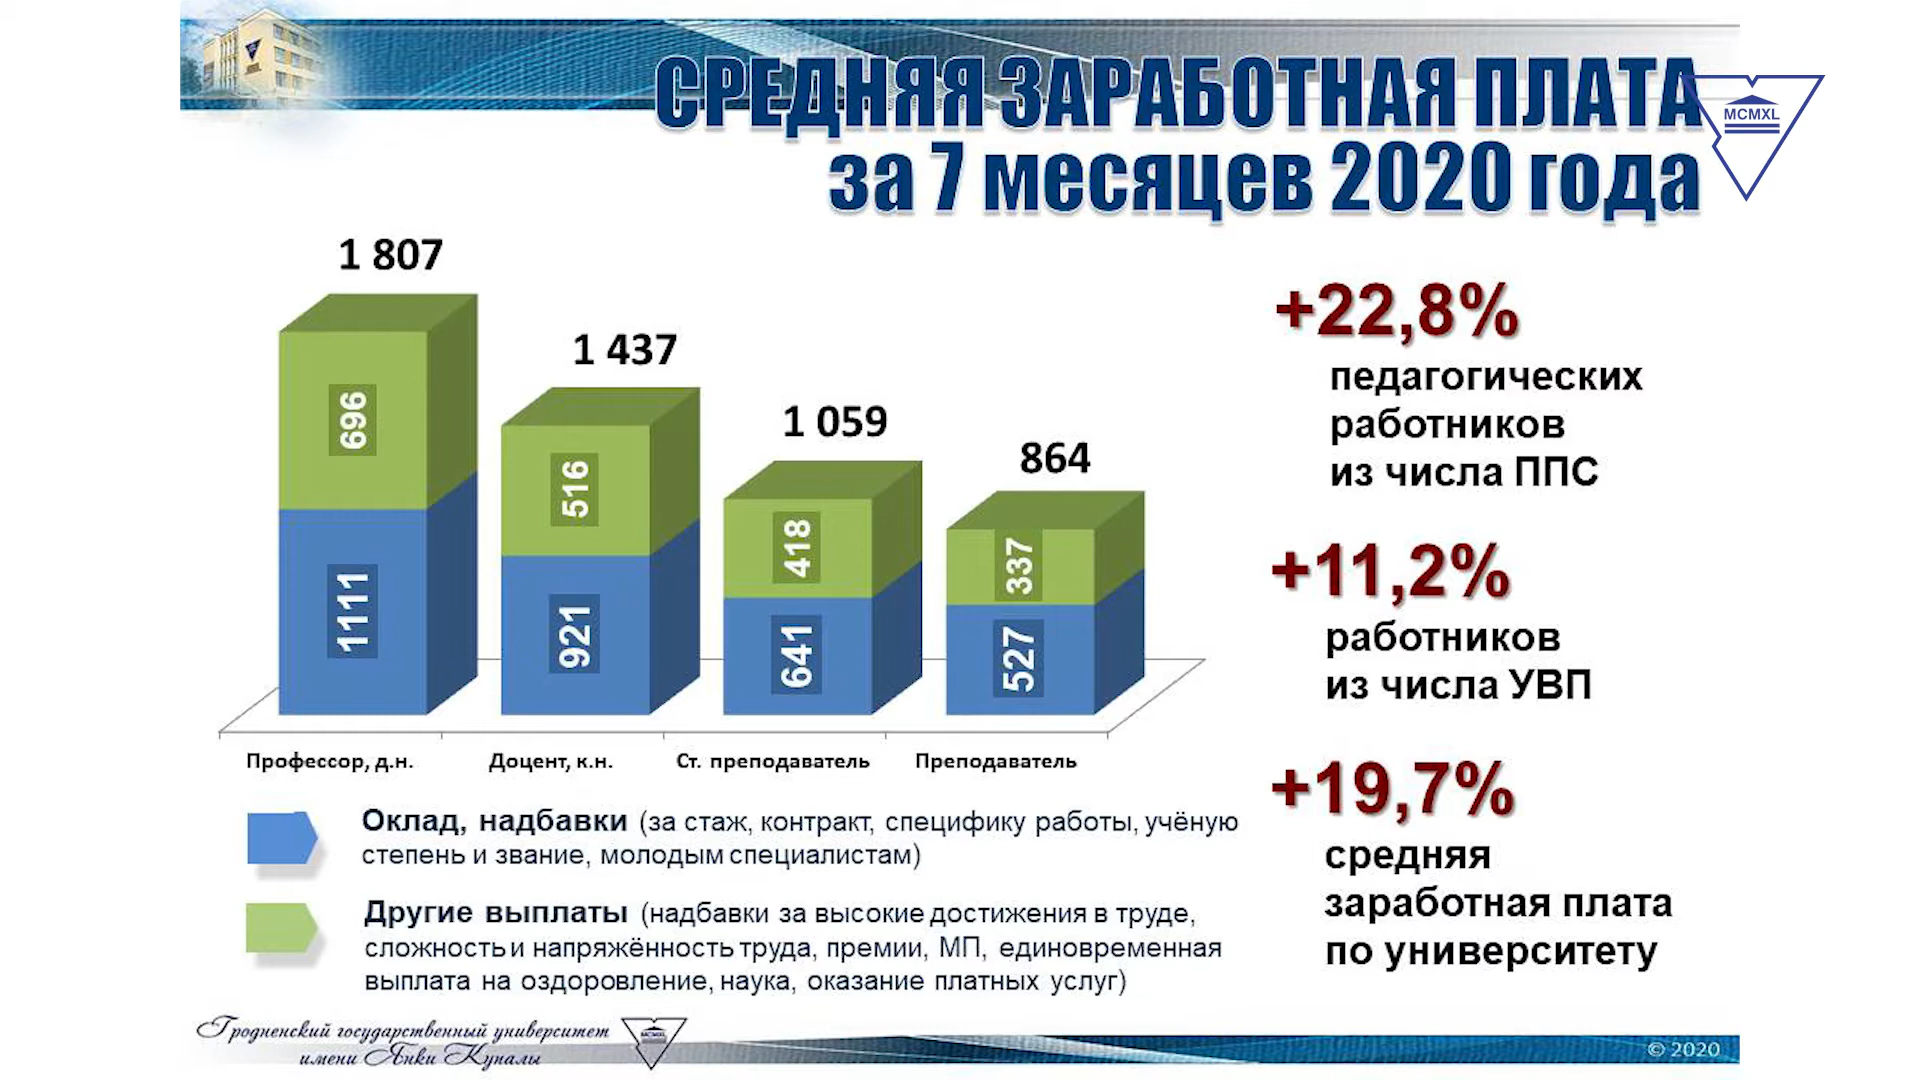 СРЕДНЯЯ ЗАРАБОТНАЯ ПЛАТА
за 7 месяцев 2020 года
MCMXL
1 807
1 437
1 059
864
696
516
418
337
1111
921
641
527
Профессор, д.н.
Доцент, к.н.
Ст. преподаватель
Преподаватель
Оклад, надбавки (за стаж, контракт, специфику работы, учёную
степень и звание, молодым специалистам)
Другие выплаты (надбавки за высокие достижения в труде,
сложность и напряжённость труда, премии, МП, единовременная
выплата на оздоровление, наука, оказание платных услуг)
+22,8%
педагогических
работников
из числа ППС
+11,2%
работников
из числа УВП
+19,7%
средняя
заработная плата
по университету
Гродненский государственный университет
имени Янки Купалы
MCMXL
© 2020